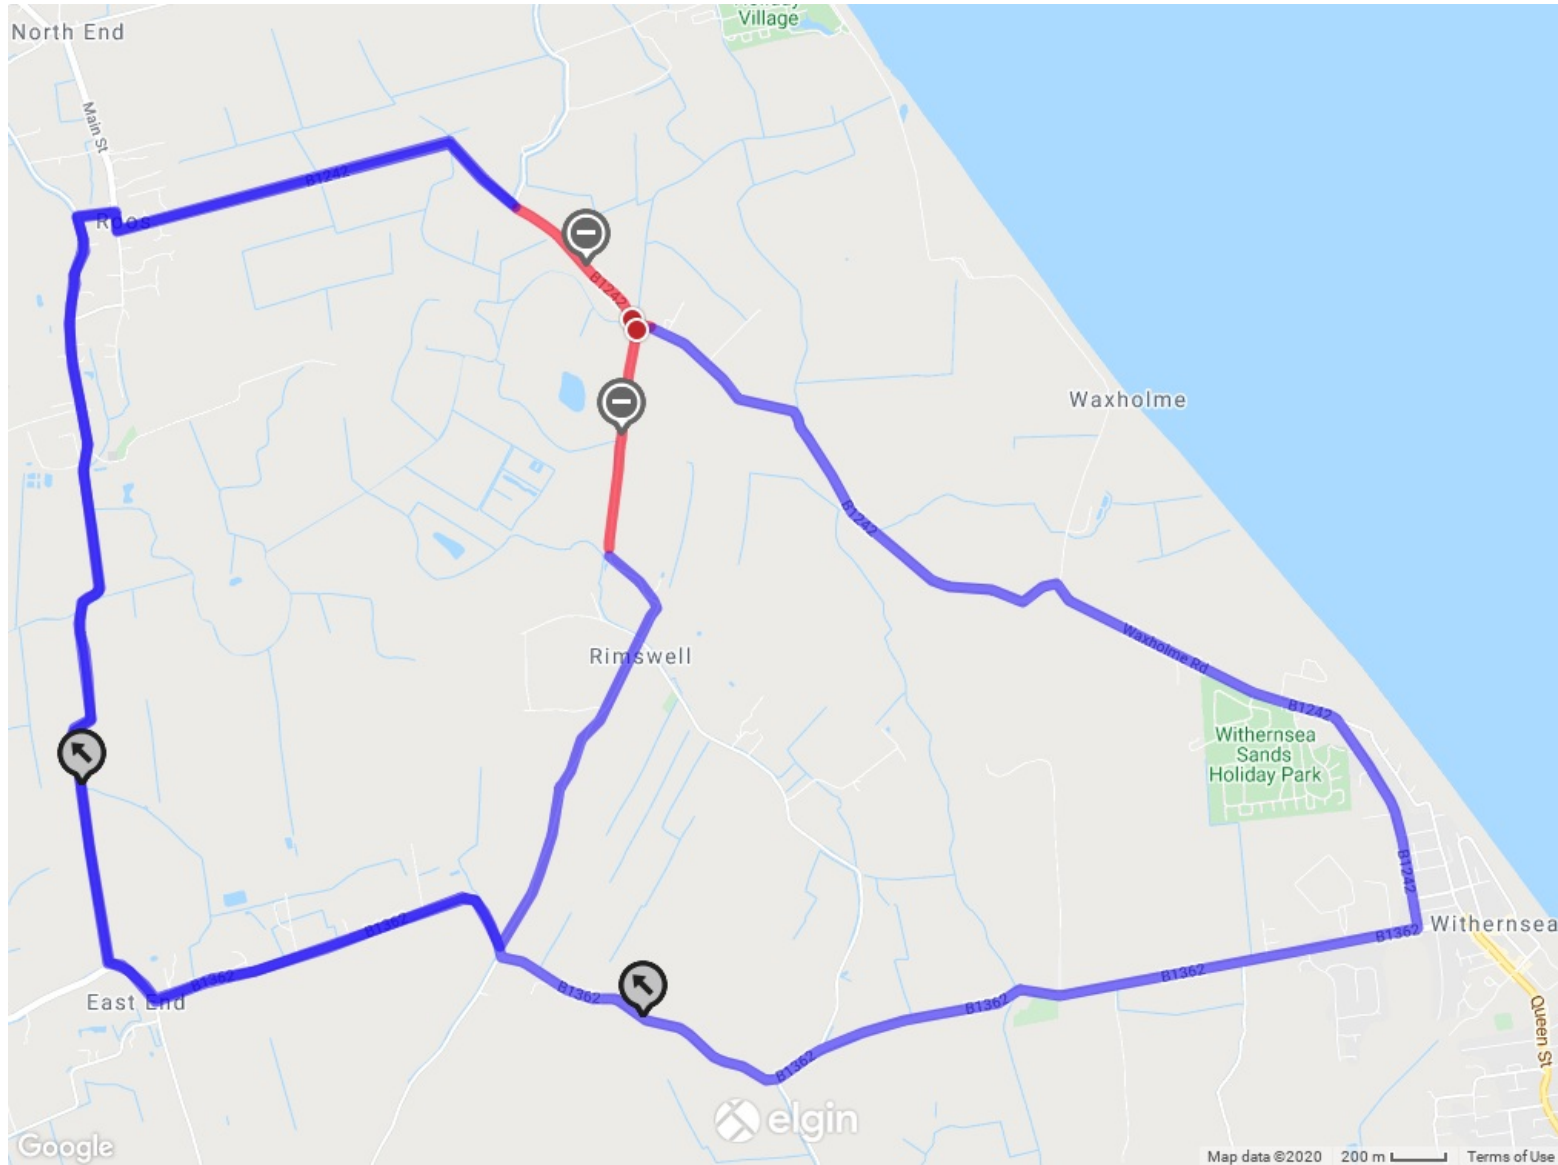 Holiday
Village
North End
Main St
B1242
Roos
B1242
Waxholme
B1242
Waxholme Rd
Rimswell
B1242
Withernsea
Sands
Holiday Park
B1242
Withernsea
B1362
B1362
B1362
B1362
B1362
East End
B1362
B1362
Queen St
elgin
Google
Map data ©2020
200 m
Terms of Use